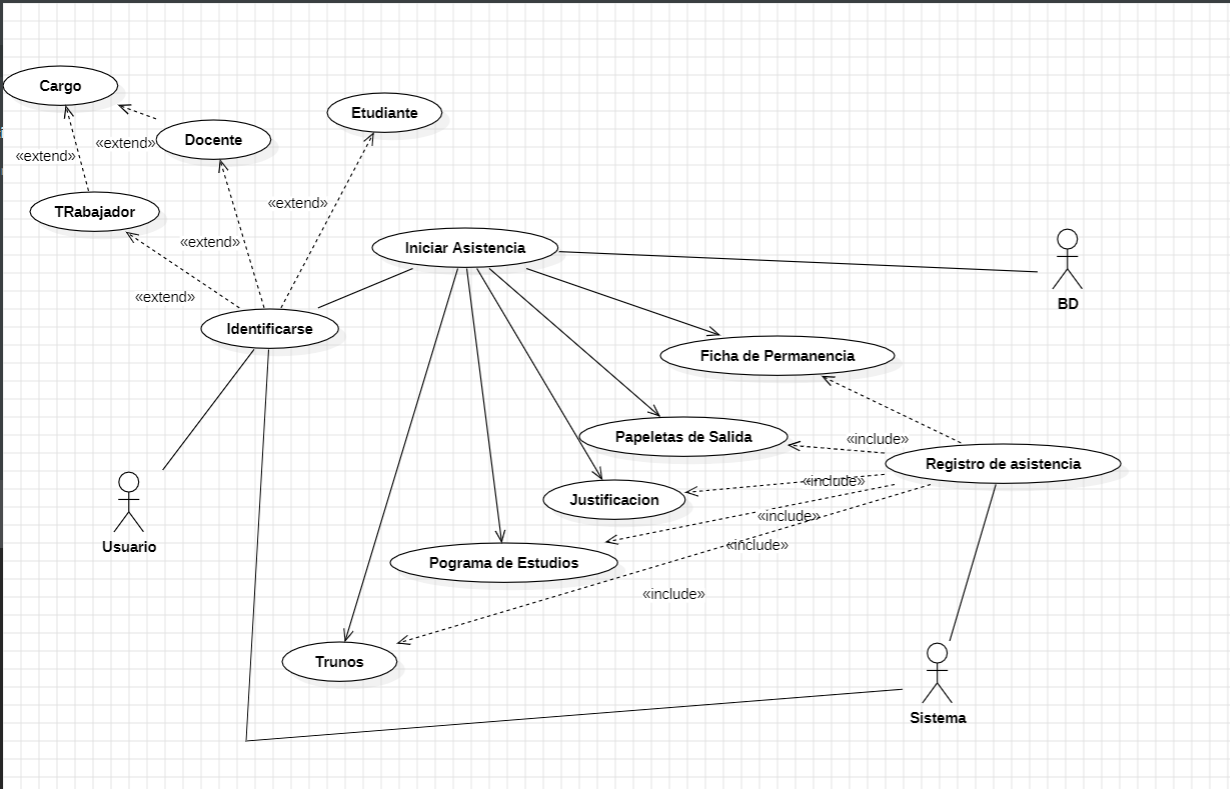 Cargo
Etudiante
Docente
«extend»
«extend»
«extend»
TRabajador
«extend»
Iniciar Asistencia
«extend»
BD
Identificarse
Ficha de Permanencia
Papeletas de Salida
«include»
Registro de asistencia
«include»
Justificacion
«include»
Usuario
«include»
Pograma de Estudios
«include»
Trunos
Sistema